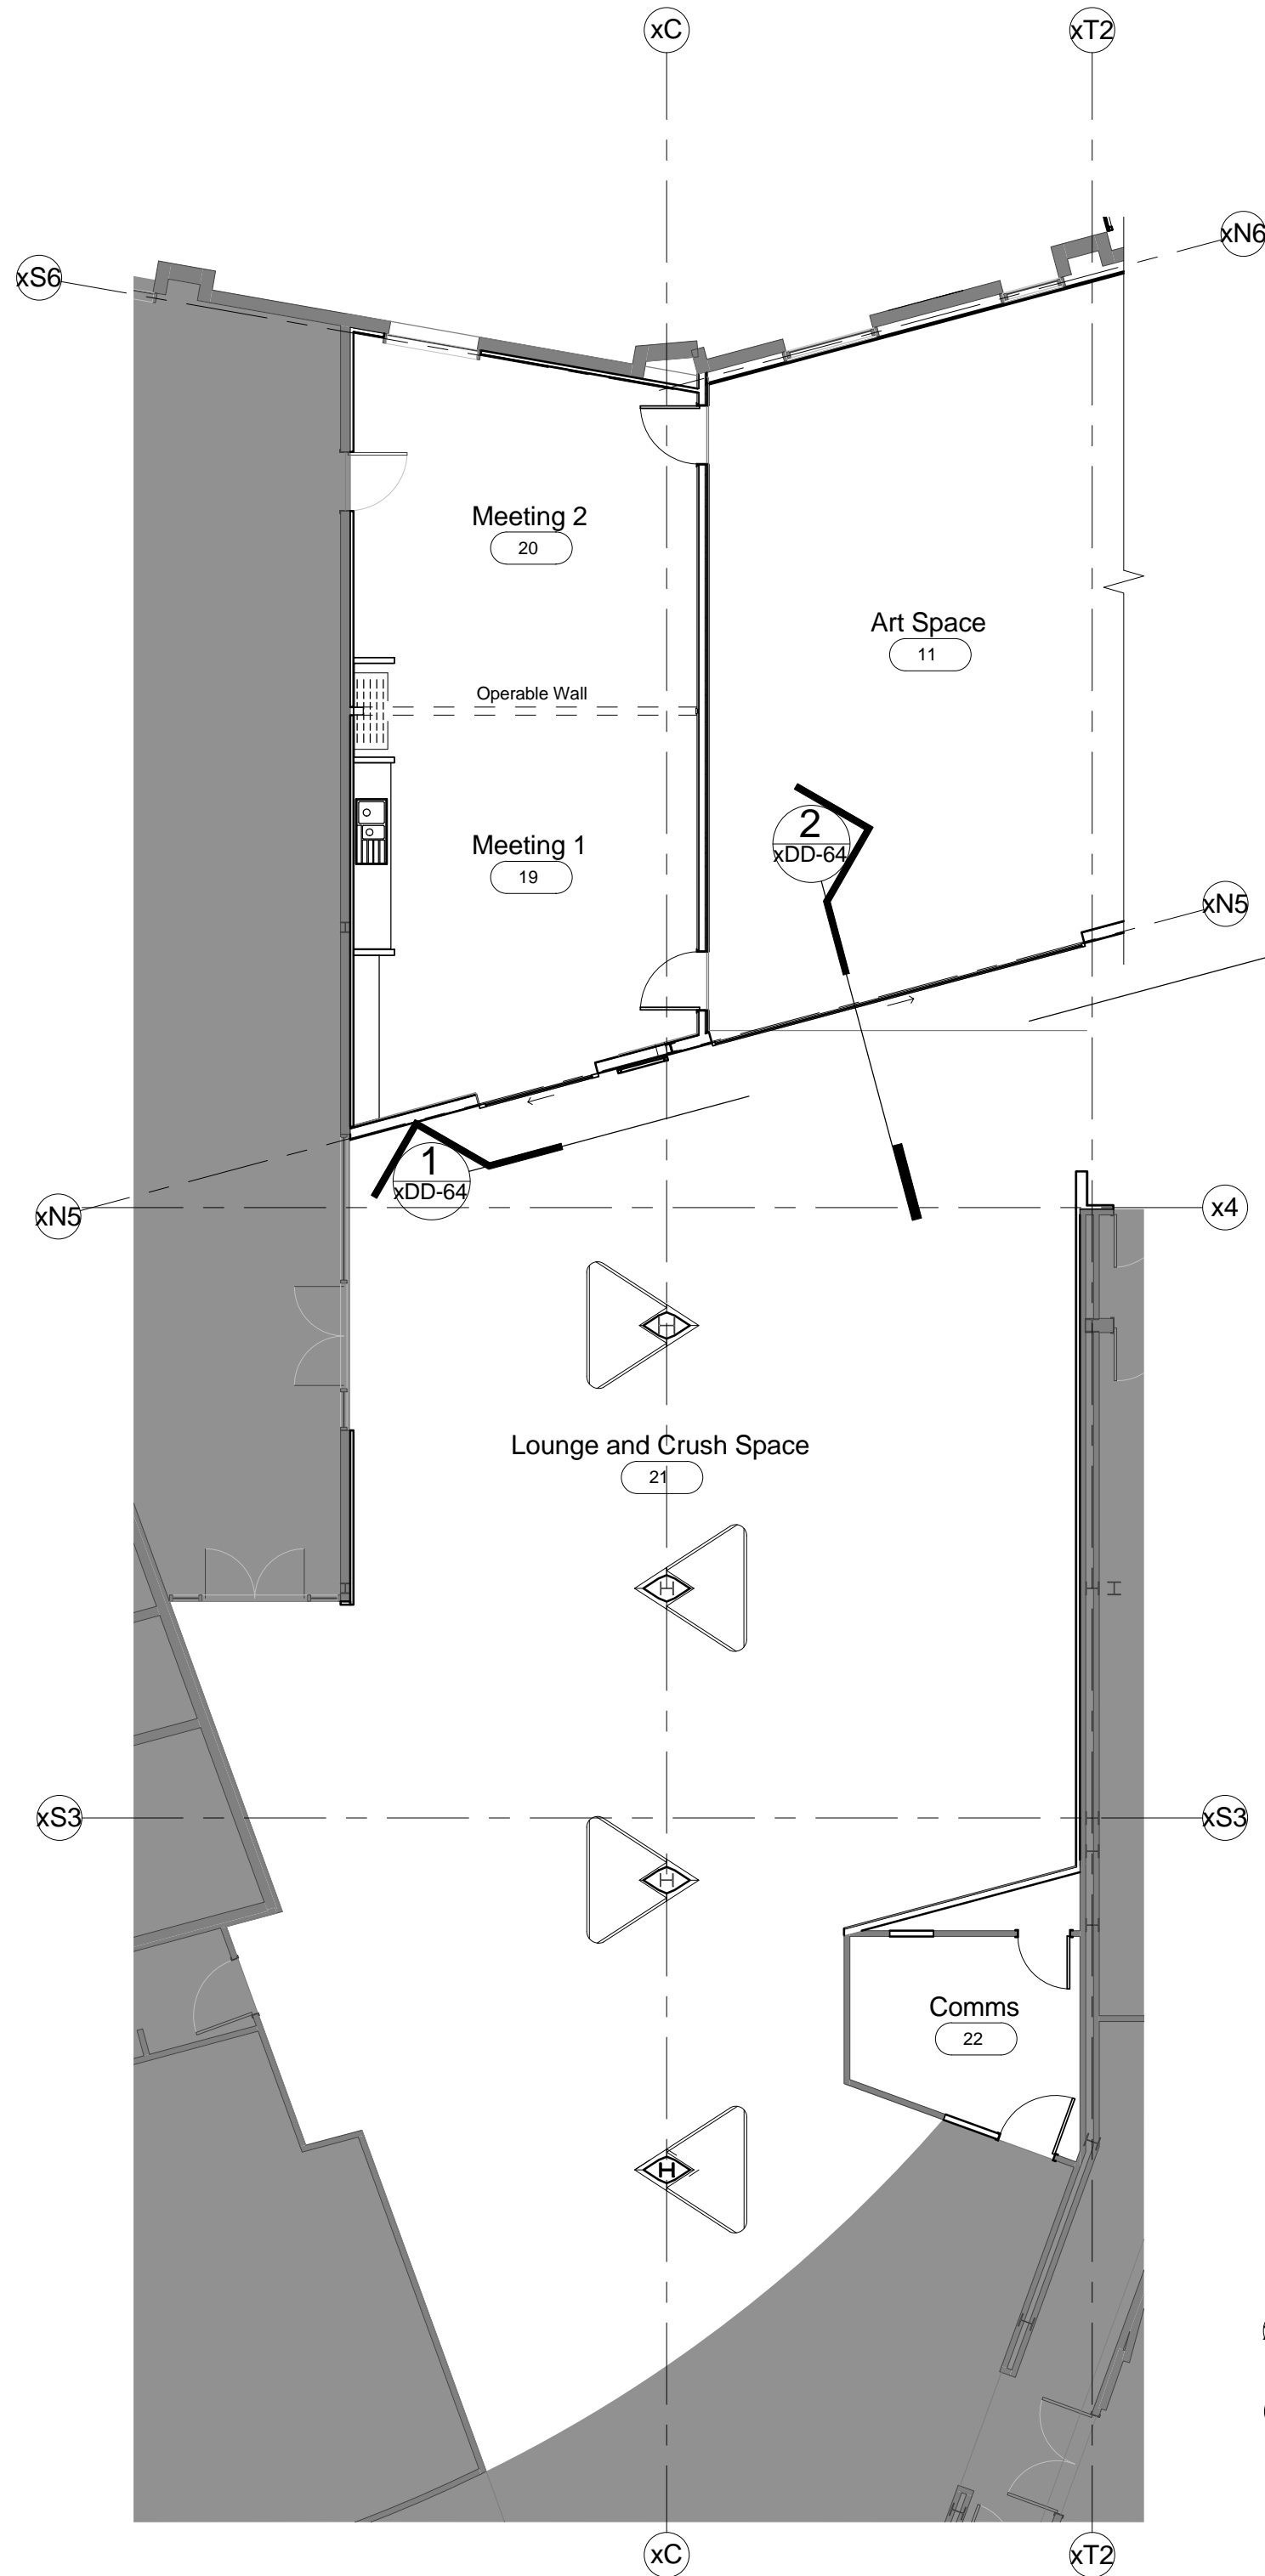 xC
xT2
xN6
xS6
Meeting 2
20
Art Space
11
Operable Wall
2
xDD-64
Meeting 1
19
xN5
1
xDD-64
xN5
x4
H
Lounge and Crush Space
21
H
H
xS3
xS3
H
Comms
22
H
xC
xT2